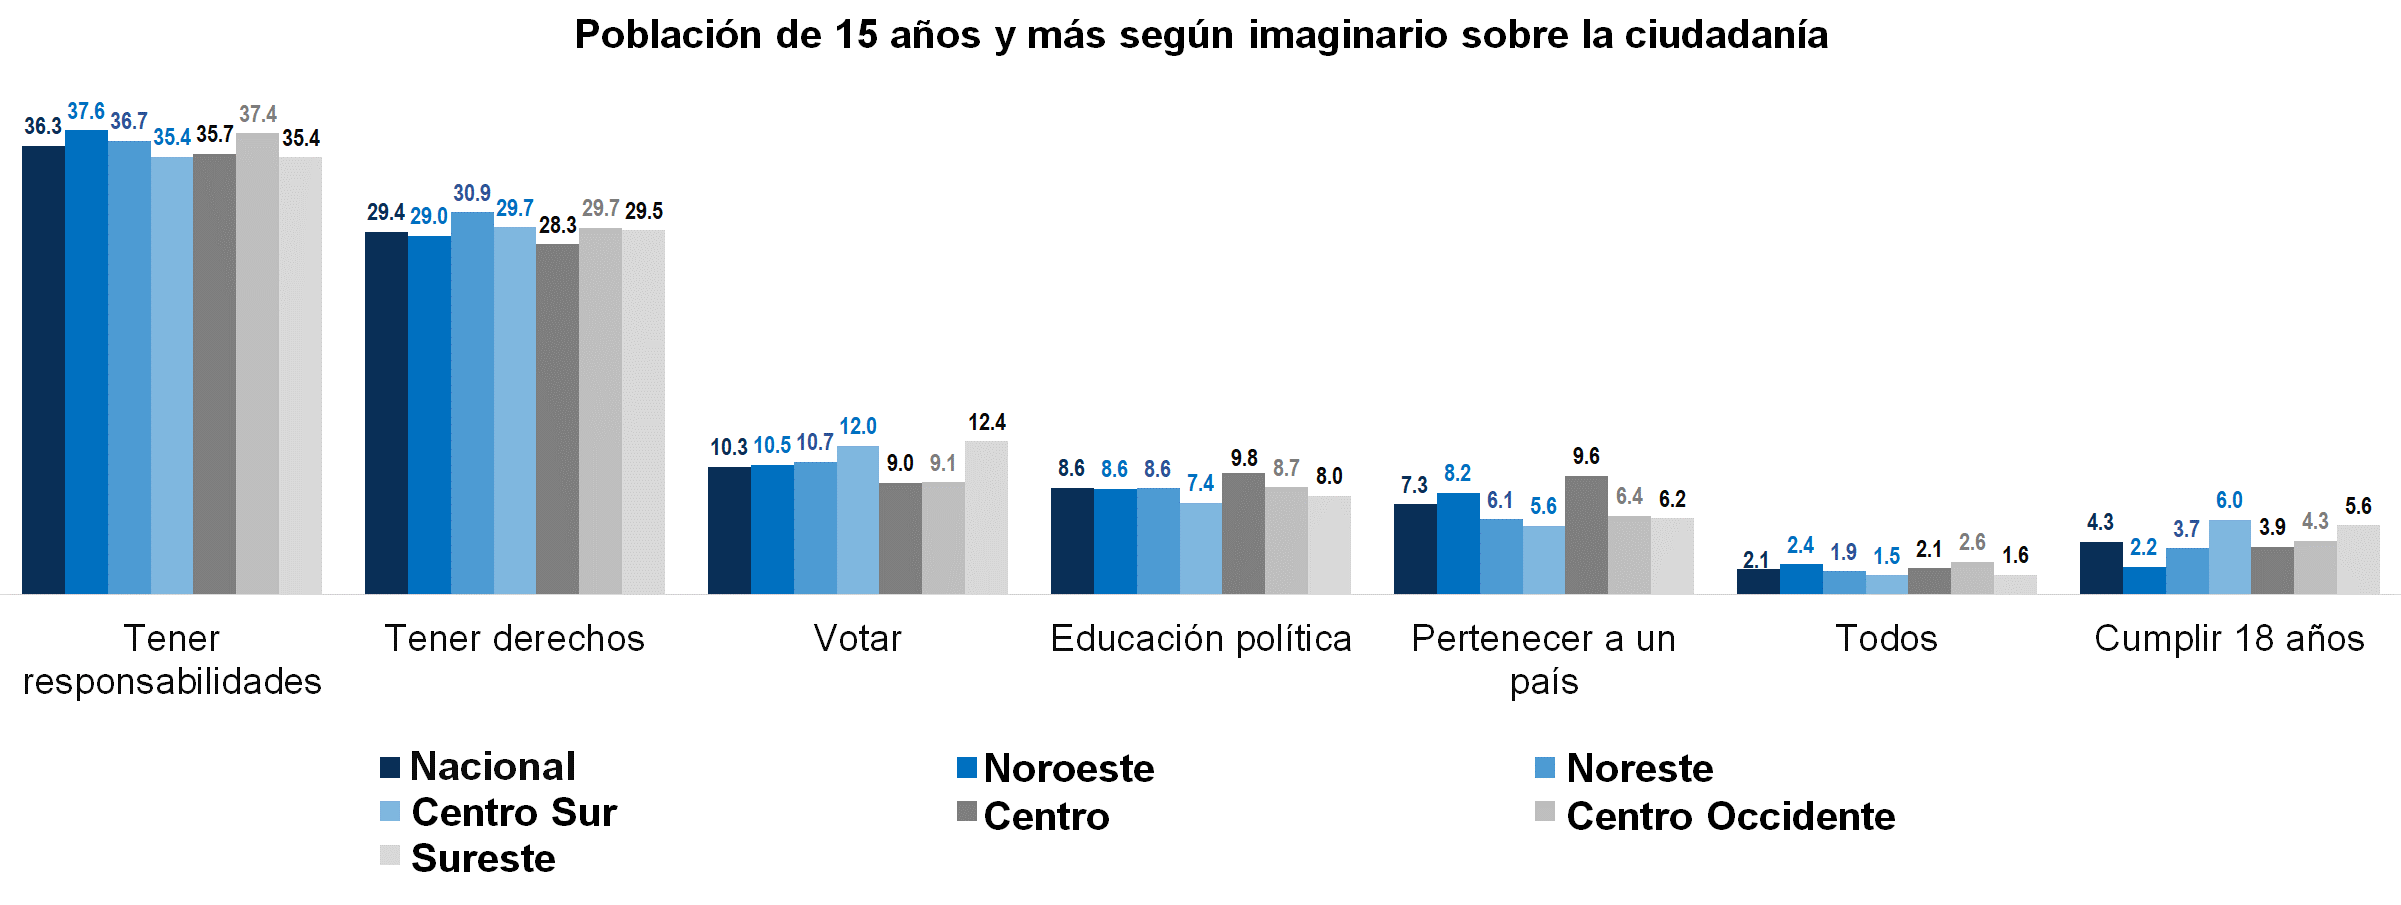 Población de 15 años y más según imaginario sobre la ciudadanía
36.3 37.6 36.7 35.4 35.7 37.4 35.4
29.4 29.0 30.9 29.7 28.3 29.7 29.5
10.3 10.5 10.7 12.0 9.0 9.1 12.4
8.6 8.6 8.6 7.4 9.8 8.7 8.0
7.3 8.2 6.1 5.6 9.6 6.4 6.2
2.1 2.4 1.9 1.5 2.1 2.6 1.6
4.3 2.2 3.7 6.0 3.9 4.3 5.6
Tener
responsabilidades
Tener derechos
Votar
Educación política
Pertenecer a un
país
Todos
Cumplir 18 años
Nacional
Noroeste
Noreste
Centro Sur
Centro
Centro Occidente
Sureste